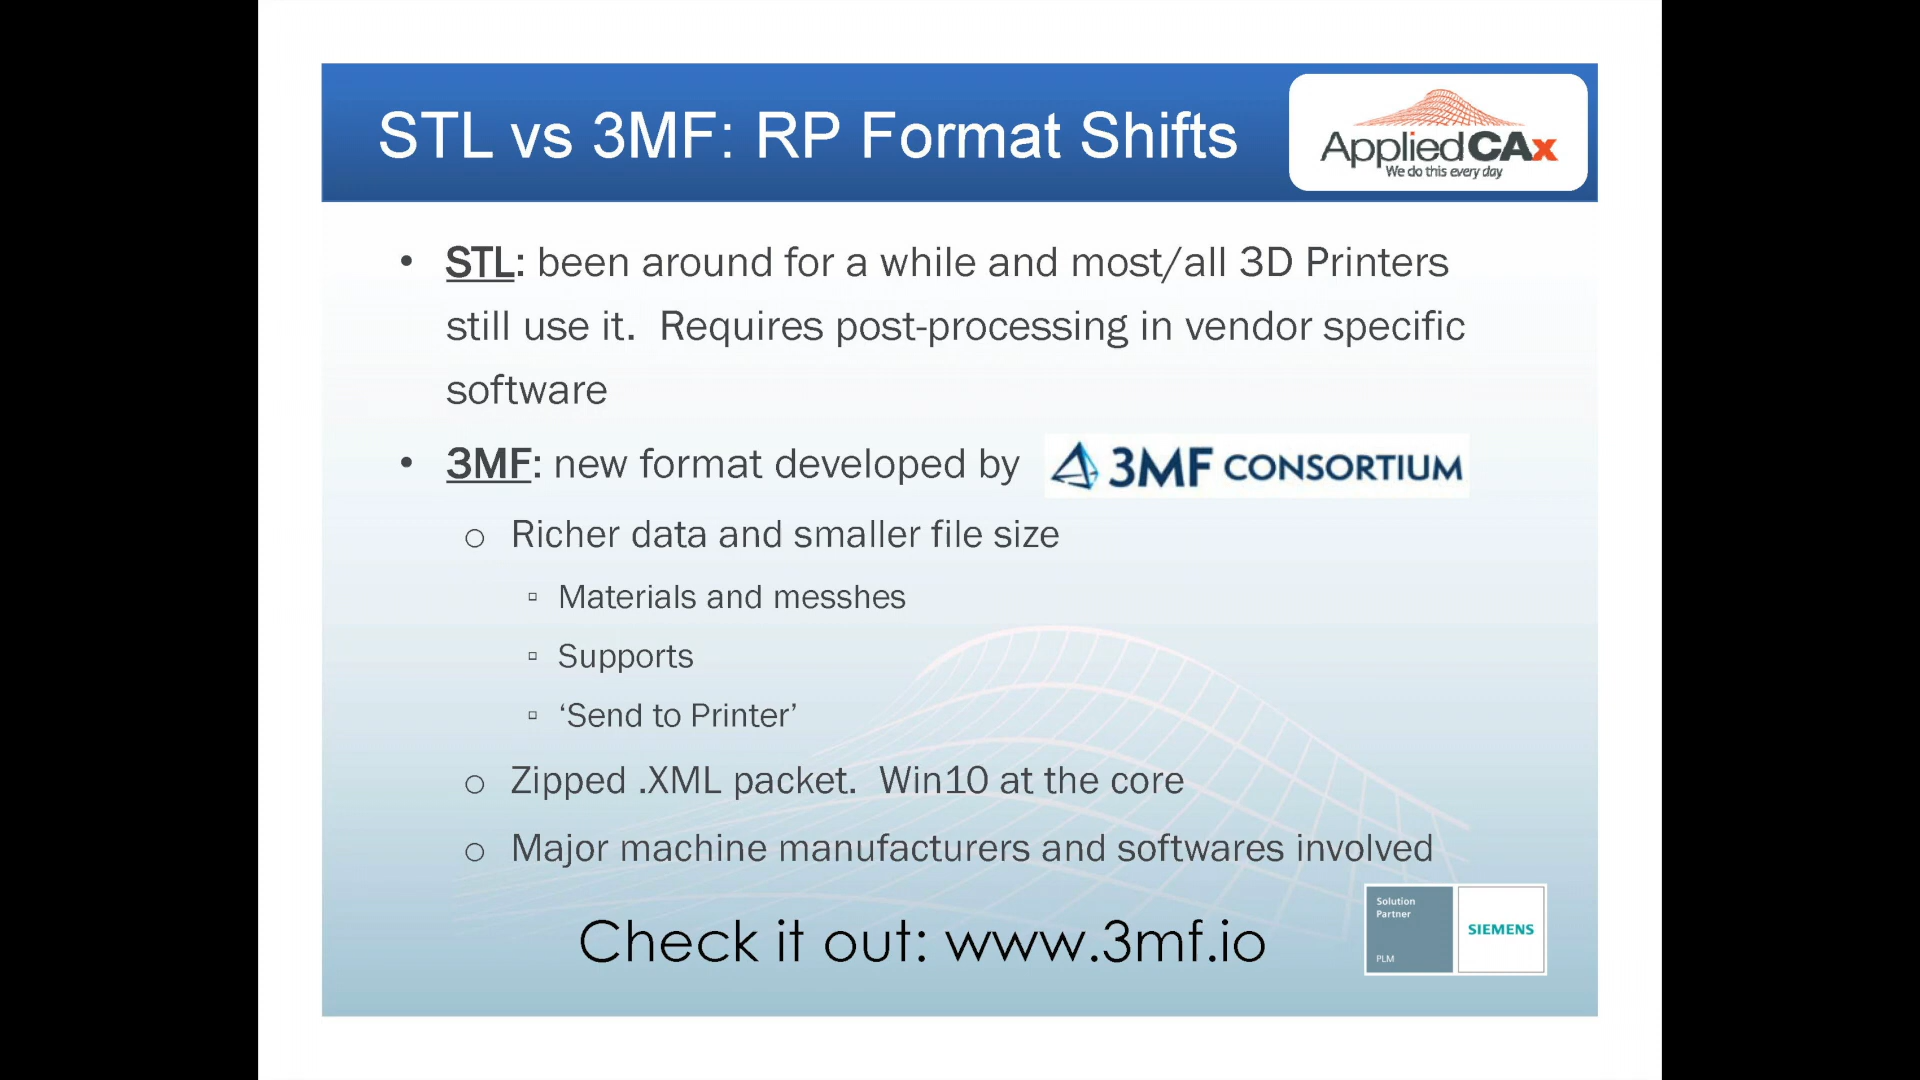 STL vs 3MF: RP Format Shifts
AppliedCAx
We do this every day
• STL: been around for a while and most/all 3D Printers
still use it.  Requires post-processing in vendor specific
software
• 3MF: new format developed by 3MF CONSORTIUM
o Richer data and smaller file size
▫ Materials and messhes
▫ Supports
▫ ‘Send to Printer’
o Zipped .XML packet.  Win10 at the core
o Major machine manufacturers and softwares involved
Check it out: www.3mf.io
Solution
Partner
PLM
SIEMENS